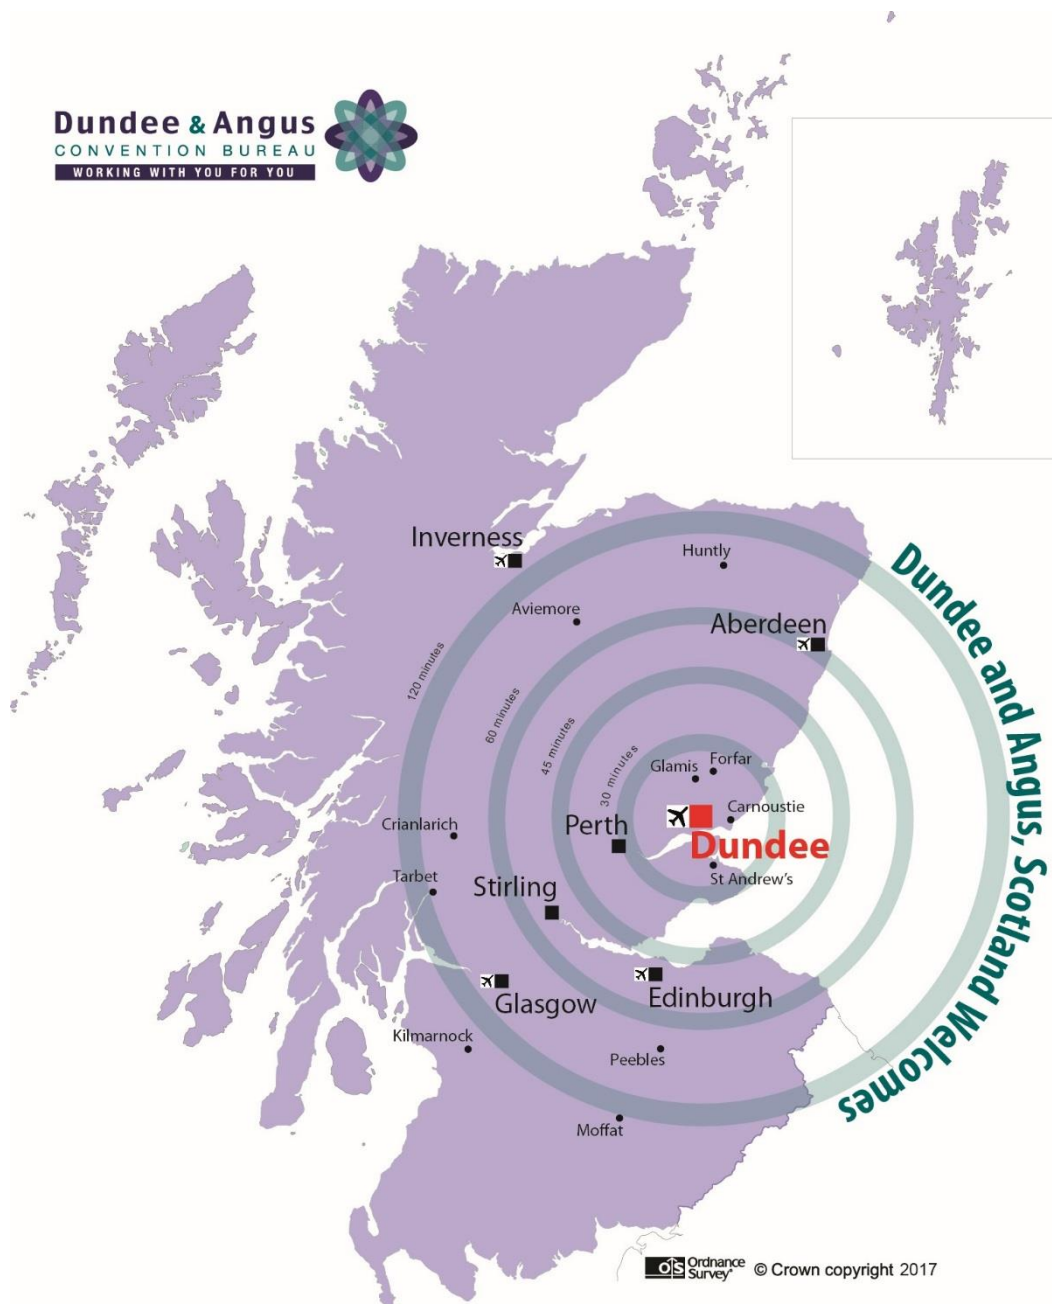 Dundee & Angus
CONVENTION BUREAU
WORKING WITH YOU FOR YOU
Inverness
Huntly
Aviemore
Aberdeen
120 minutes
60 minutes
45 minutes
30 minutes
Glamis
Forfar
Carnoustie
Crianlarich
Perth
Dundee
Tarbet
Stirling
St Andrew's
Glasgow
Edinburgh
Kilmarnock
Peebles
Moffat
Dundee and Angus, Scotland Welcomes
OS Ordnance
Survey®
© Crown copyright 2017